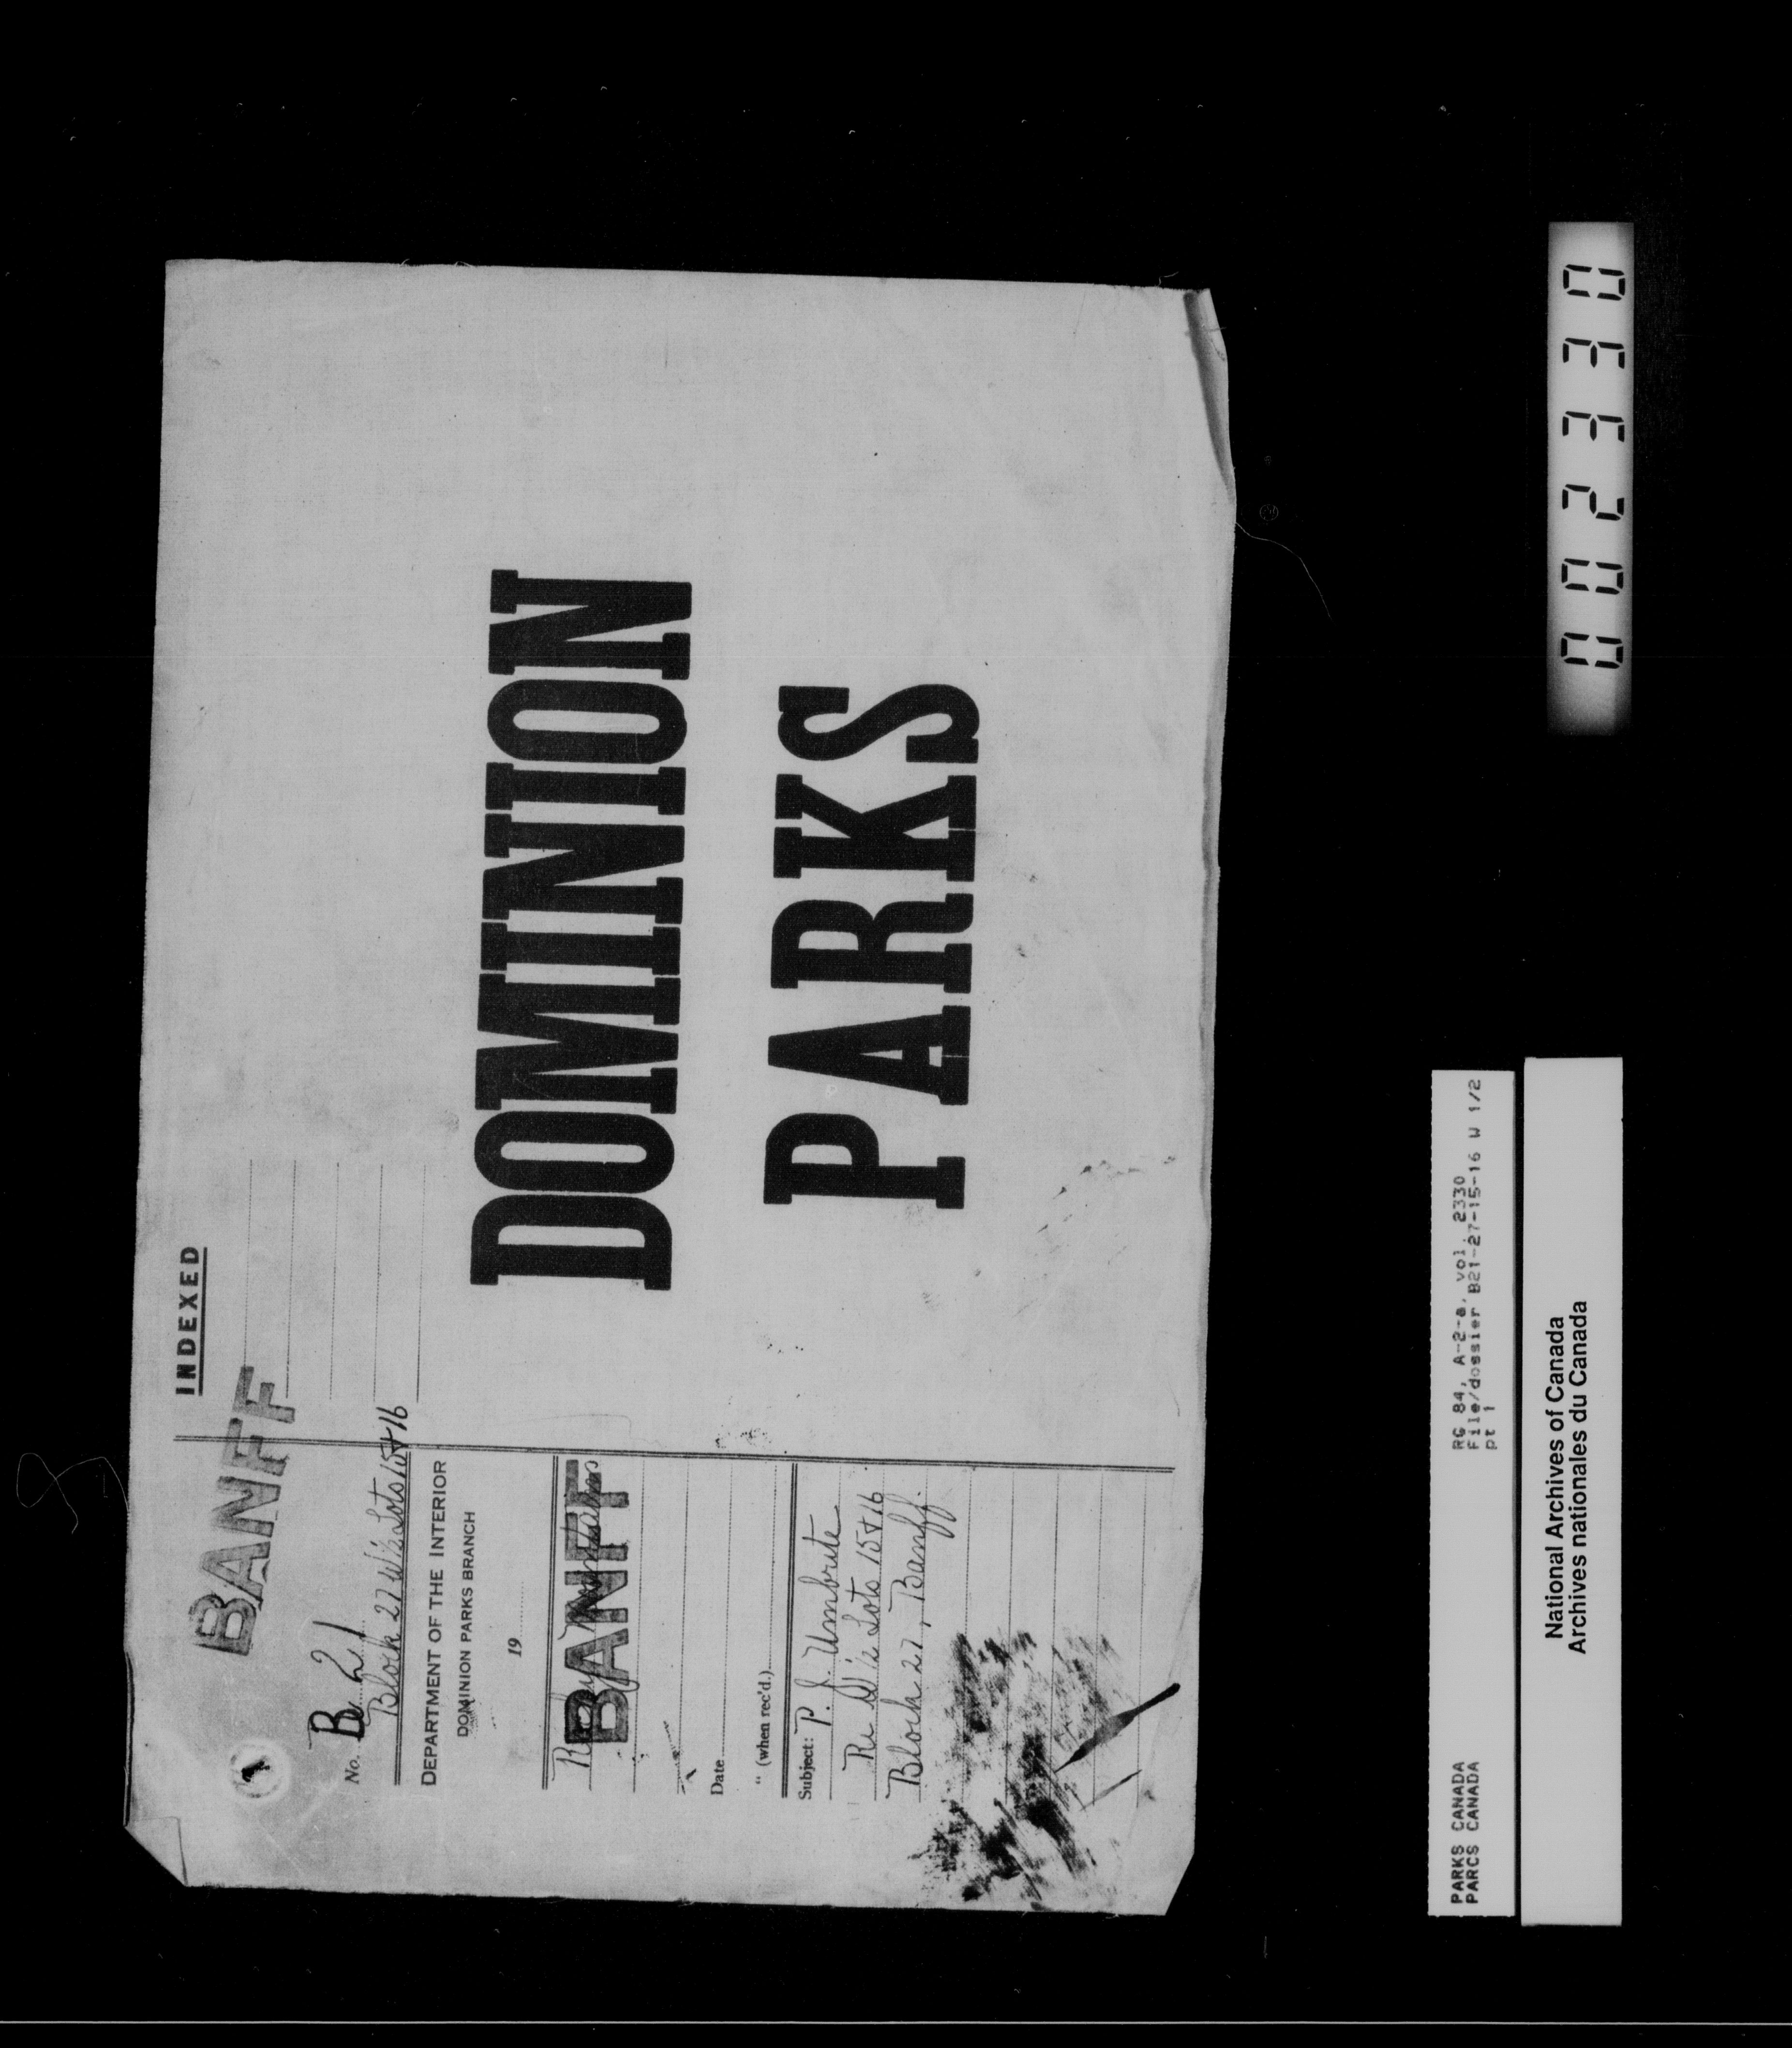 BANFF
INDEXED
No. B 21
Block 27 W½ Lots 15 & 16
DEPARTMENT OF THE INTERIOR
DOMINION PARKS BRANCH
19
Rocky Mountains
BANFF
Date
" (when rec'd.)
Subject: P. J. Umbrite
Re W½ Lots 15 & 16
Block 27, Banff.
DOMINION
PARKS
PARKS CANADA
PARCS CANADA
RG 84, A-2-a, vol. 2330
File/dossier B21-27-15-16 W 1/2
pt 1
National Archives of Canada
Archives nationales du Canada
002330